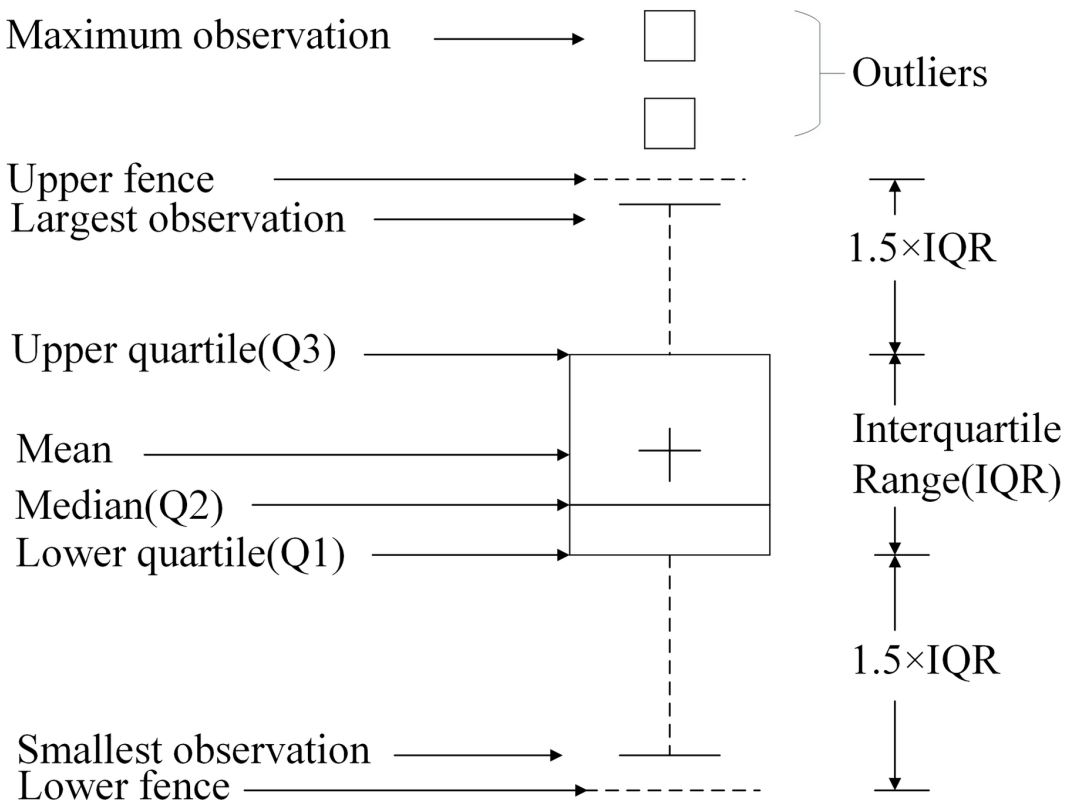 Maximum observation
Outliers
Upper fence
Largest observation
1.5×IQR
Upper quartile(Q3)
Mean
Interquartile
Range(IQR)
Median(Q2)
Lower quartile(Q1)
1.5×IQR
Smallest observation
Lower fence